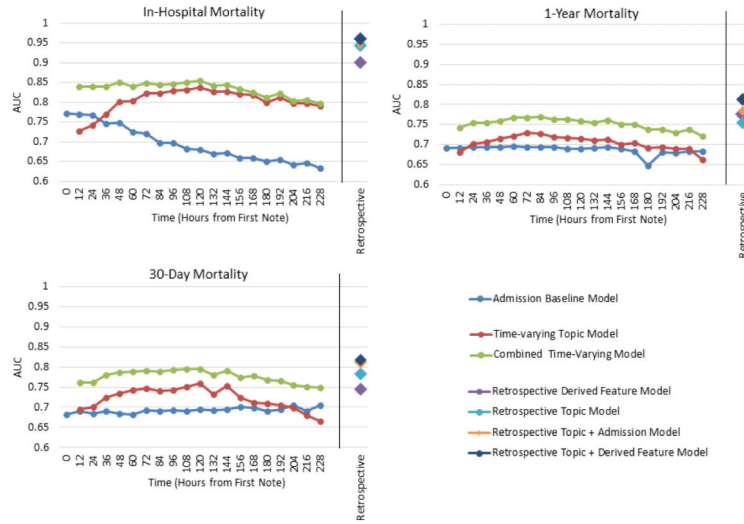 In-Hospital Mortality
1
0.95
0.9
0.85
0.8
0.75
0.7
0.65
0.6
AUC
0 12 24 36 48 60 72 84 96 108 120 132 144 156 168 180 192 204 216 228
Time (Hours from First Note)
Retrospective
1-Year Mortality
1
0.95
0.9
0.85
0.8
0.75
0.7
0.65
0.6
AUC
0 12 24 36 48 60 72 84 96 108 120 132 144 156 168 180 192 204 216 228
Time (Hours from First Note)
Retrospective
30-Day Mortality
1
0.95
0.9
0.85
0.8
0.75
0.7
0.65
0.6
AUC
0 12 24 36 48 60 72 84 96 108 120 132 144 156 168 180 192 204 216 228
Time (Hours from First Note)
Retrospective
Admission Baseline Model
Time-varying Topic Model
Combined Time-Varying Model
Retrospective Derived Feature Model
Retrospective Topic Model
Retrospective Topic + Admission Model
Retrospective Topic + Derived Feature Model